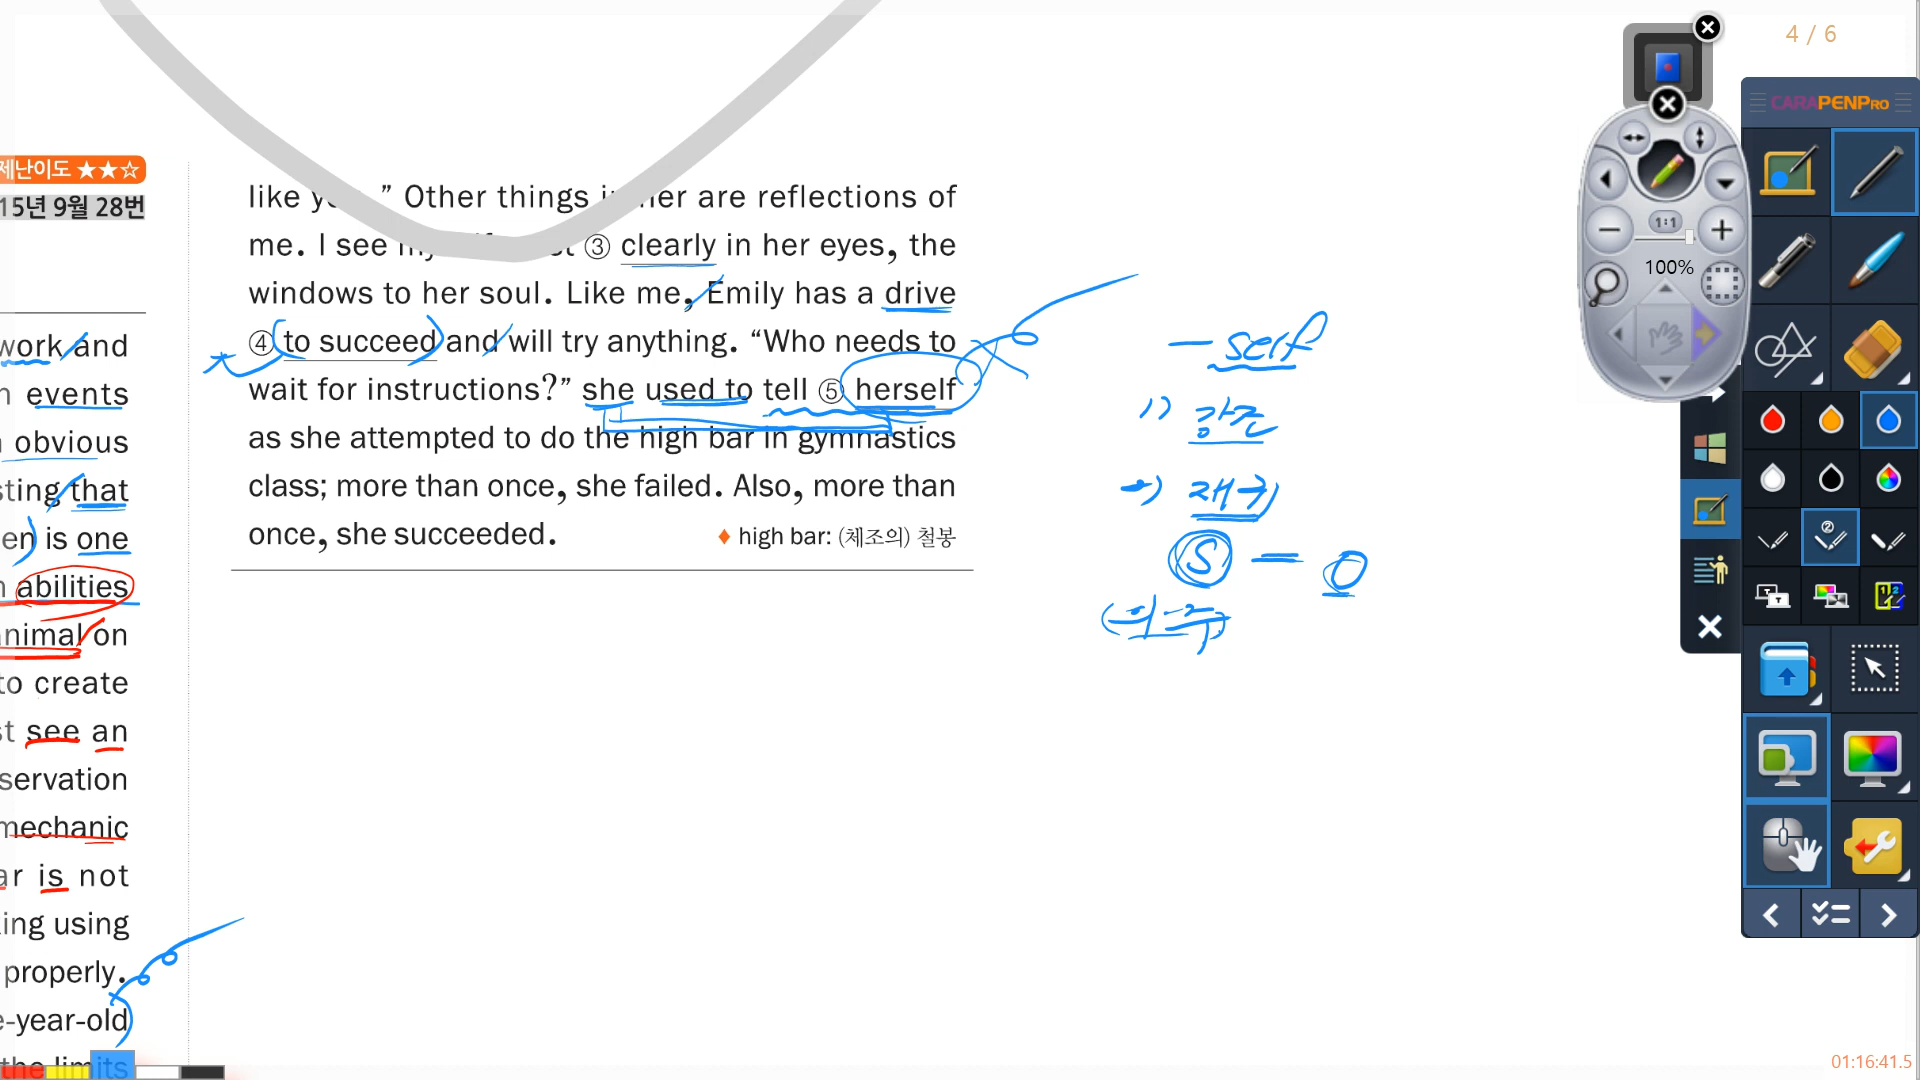 4 / 6
CARAPENPRO
제난이도 ★★☆
15년 9월 28번
work and
events
obvious
sting that
is one
abilities
animal on
to create
see an
servation
mechanic
is not
ing using
properly.
-year-old
the limits
like ” Other things are reflections of
me. I see ③ clearly in her eyes, the
windows to her soul. Like me, Emily has a drive
④ to succeed and will try anything. “Who needs to
wait for instructions?” she used to tell ⑤ herself
as she attempted to do the high bar in gymnastics
class; more than once, she failed. Also, more than
once, she succeeded.
♦ high bar: (체조의) 철봉
— self
1) 강조
2) 재귀
S = O
1:1
100%
01:16:41.5